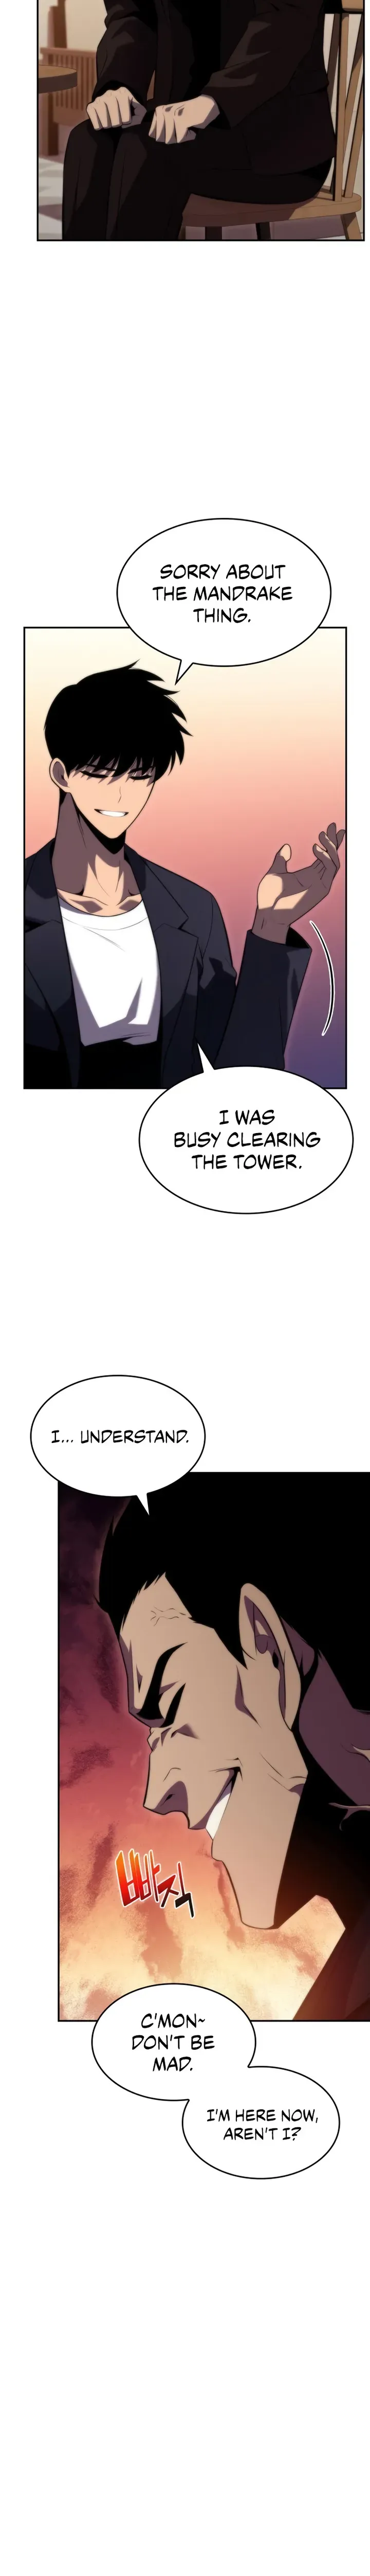 SORRY ABOUT
THE MANDRAKE
THING.
I WAS
BUSY CLEARING
THE TOWER.
I... UNDERSTAND.
빠직
C'MON~
DON'T BE
MAD.
I'M HERE NOW,
AREN'T I?